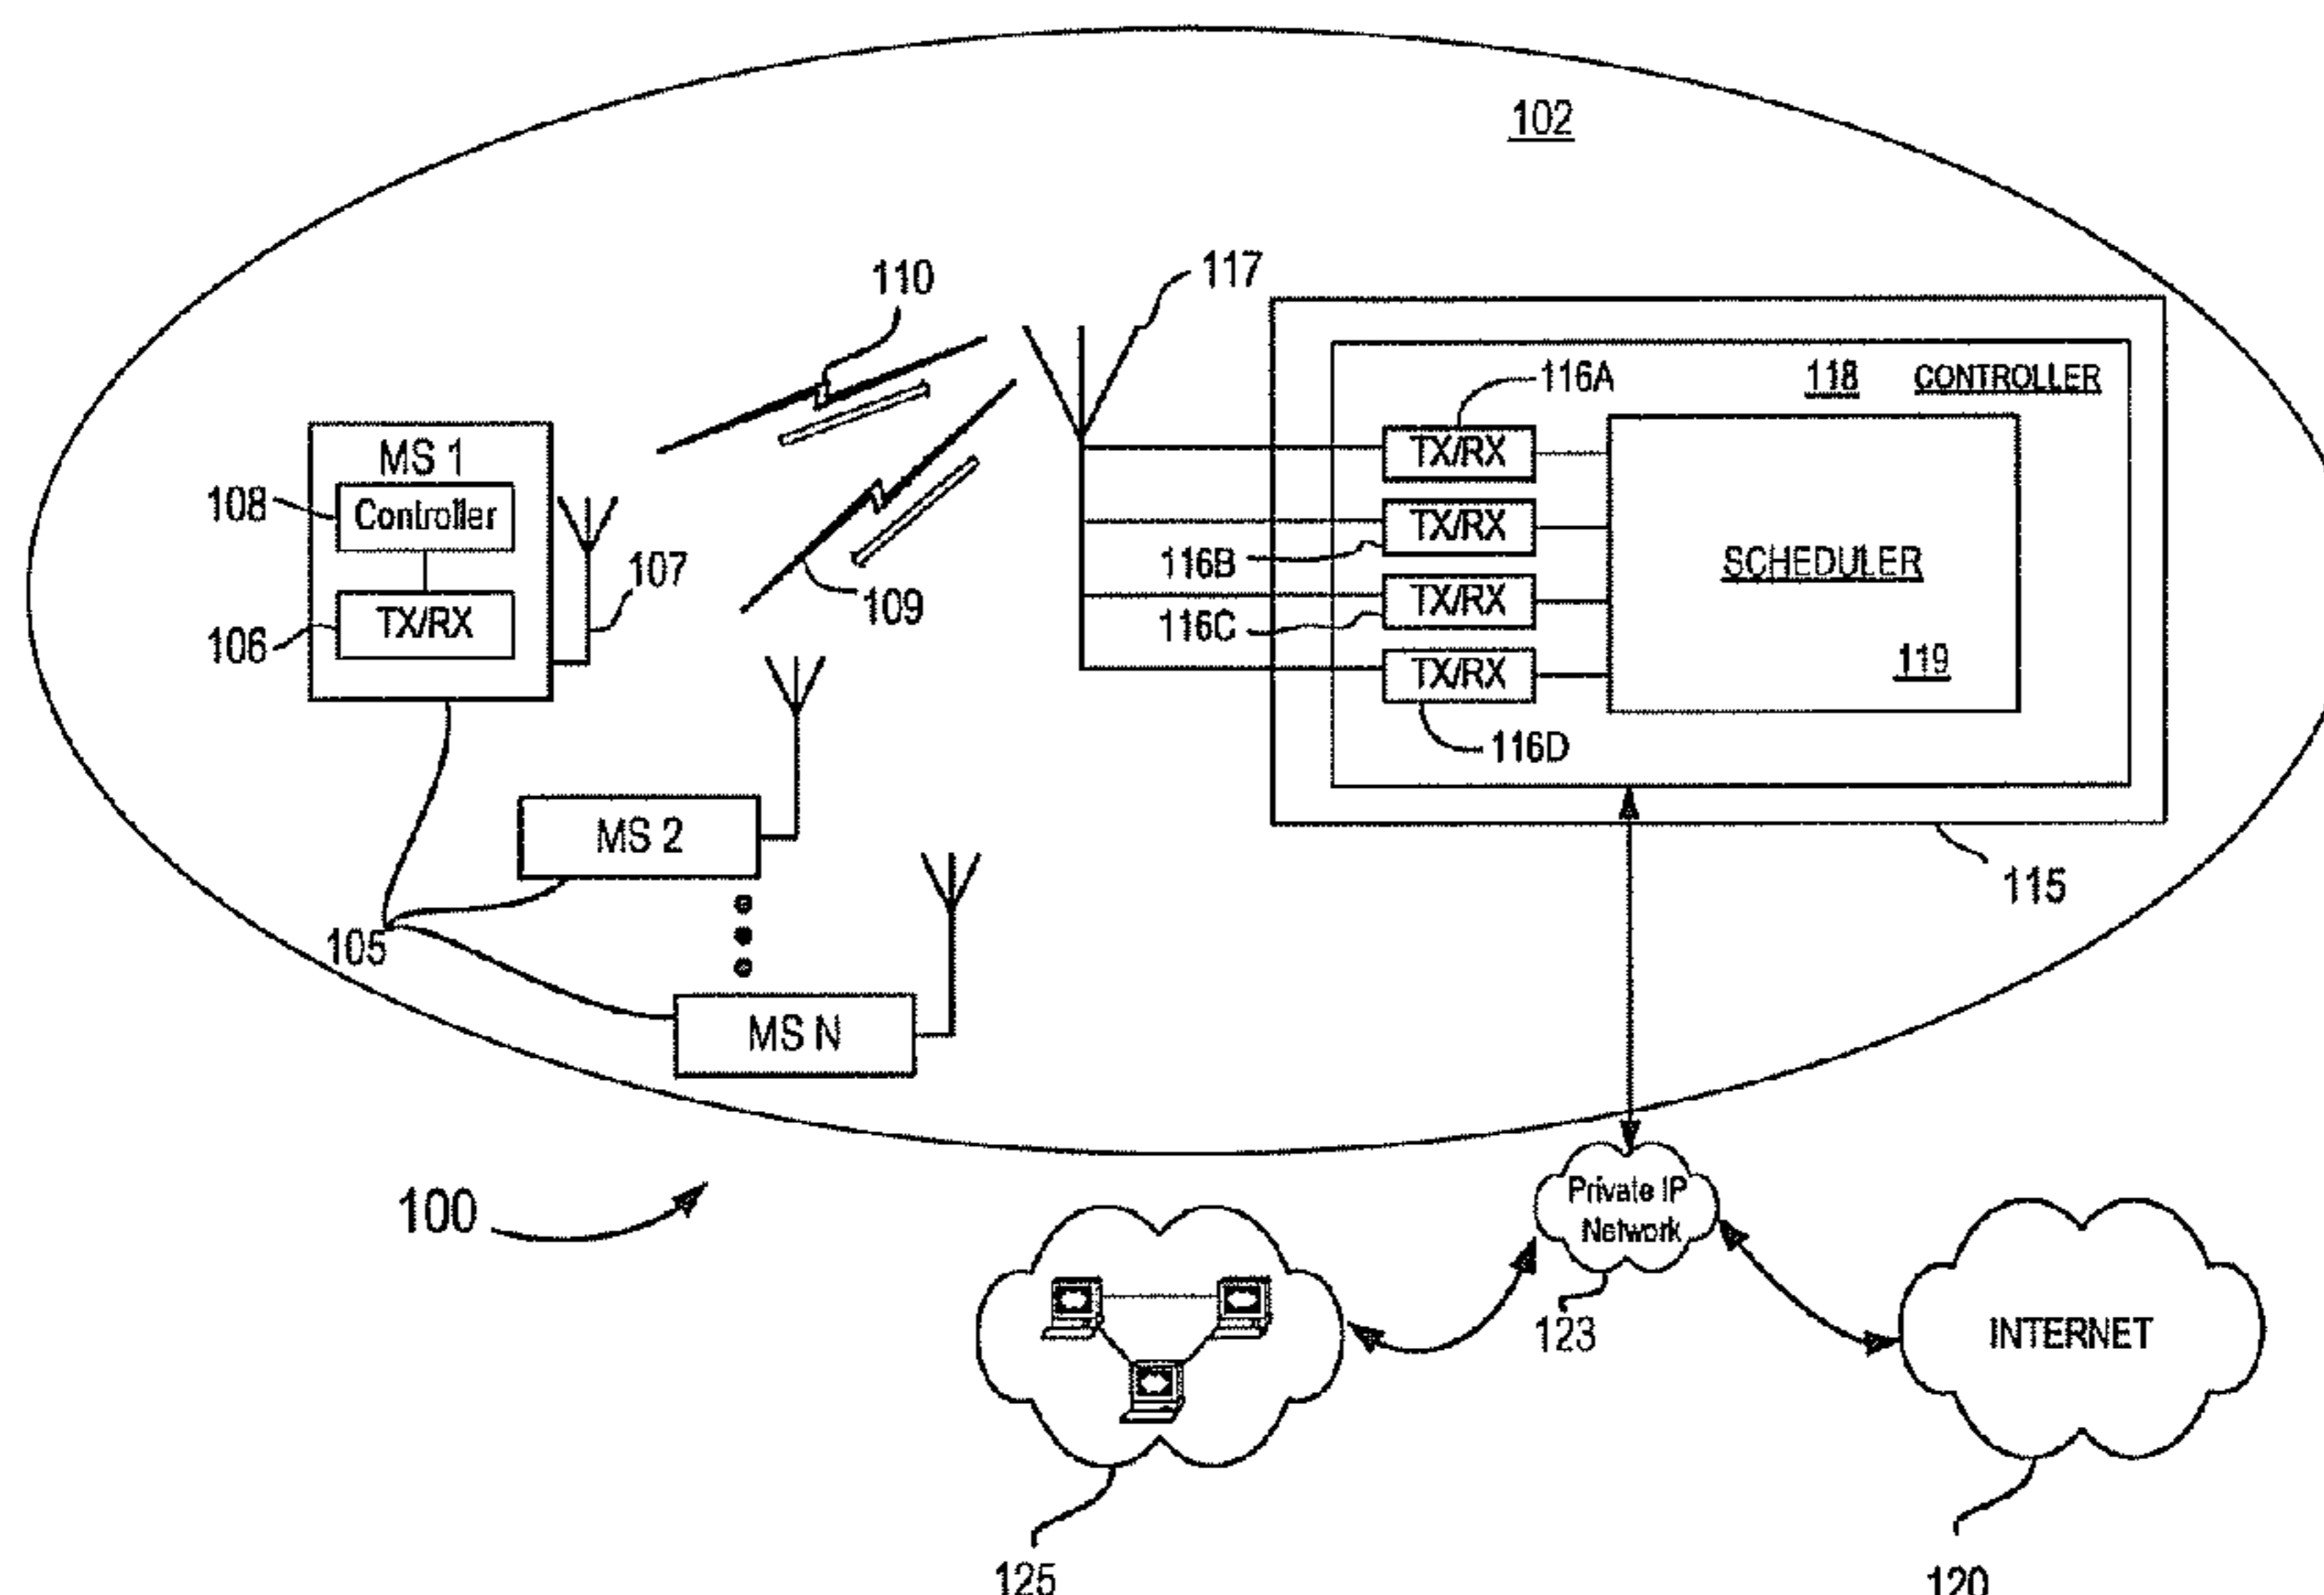 102
110
117
116A
118 CONTROLLER
MS 1
TX/RX
108
Controller
TX/RX
116B
SCHEDULER
107
109
TX/RX
116C
106
TX/RX
TX/RX
119
116D
MS 2
115
105
MS N
100
Private IP
Network
123
INTERNET
125
120